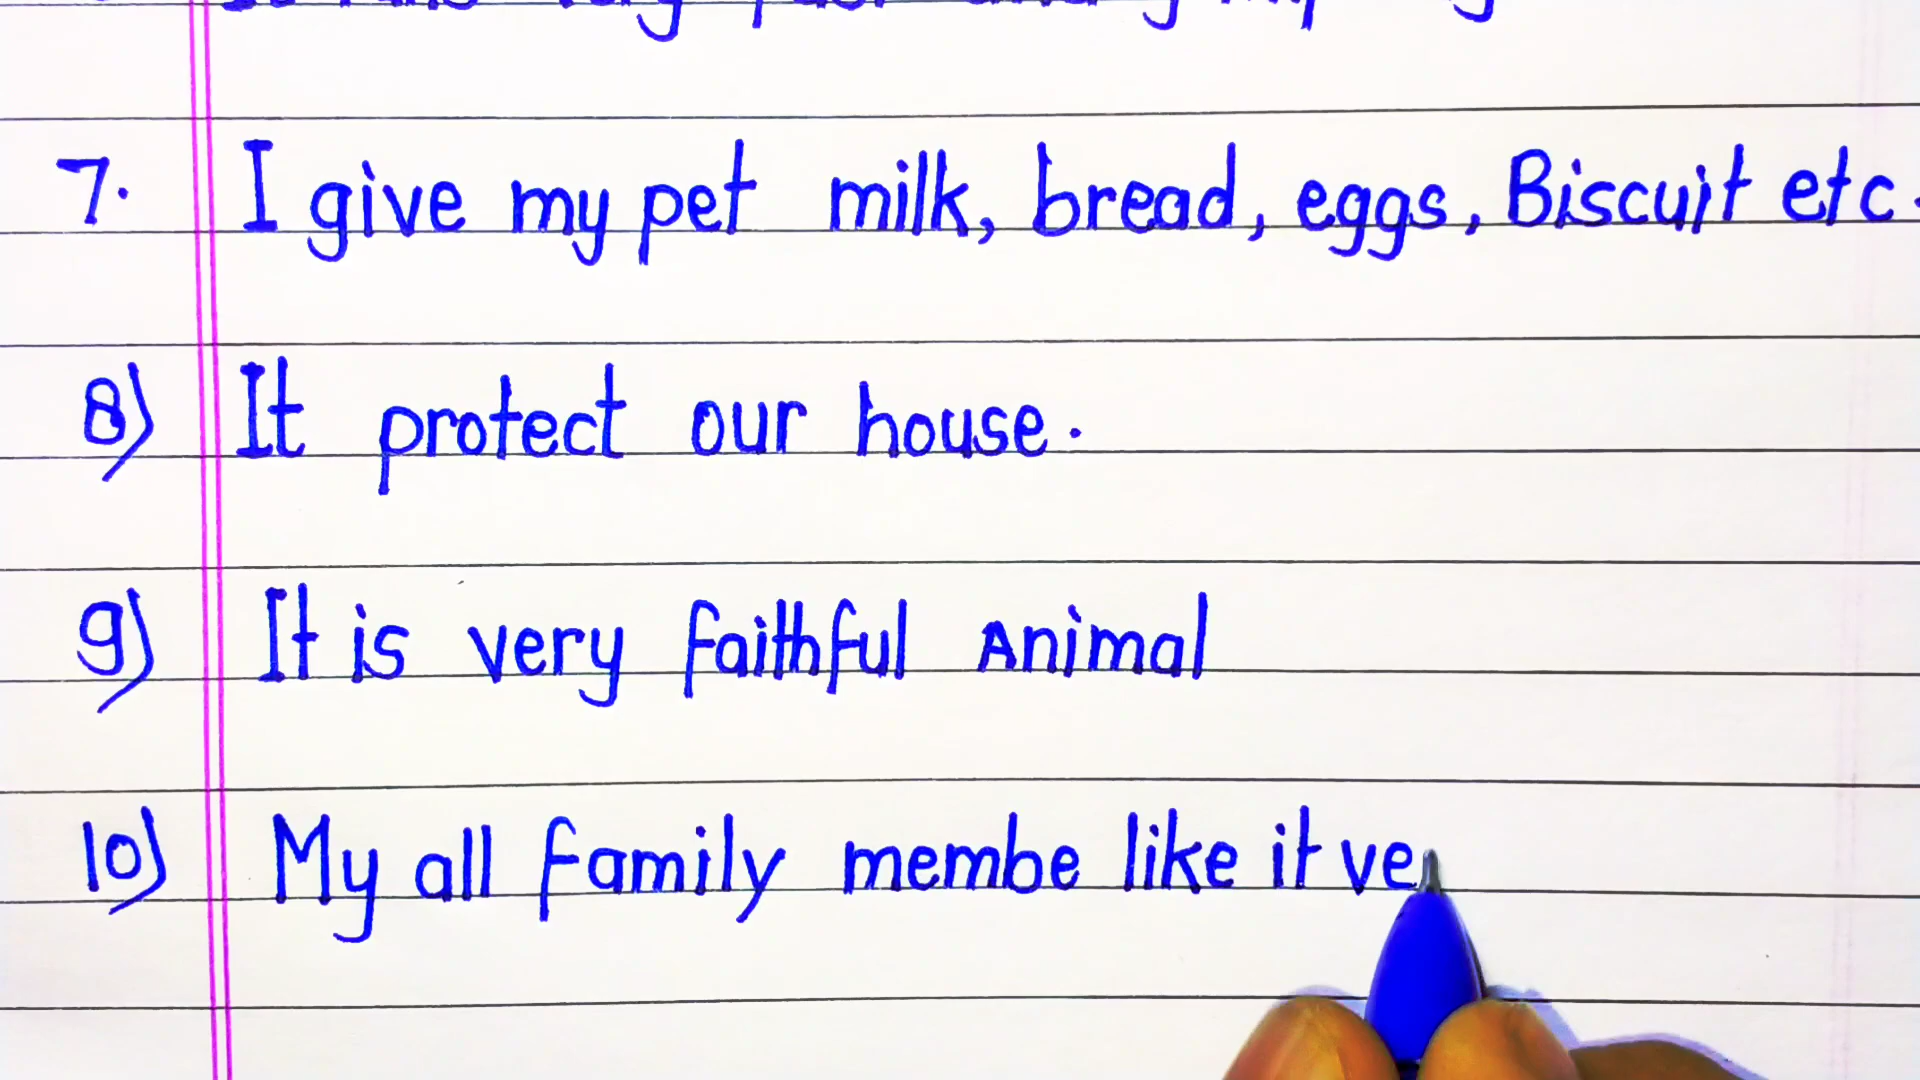 very
7. I give my pet milk, bread, eggs, Biscuit etc.
8) It protect our house.
9) It is very faithful Animal
10) My all family membe like it ve